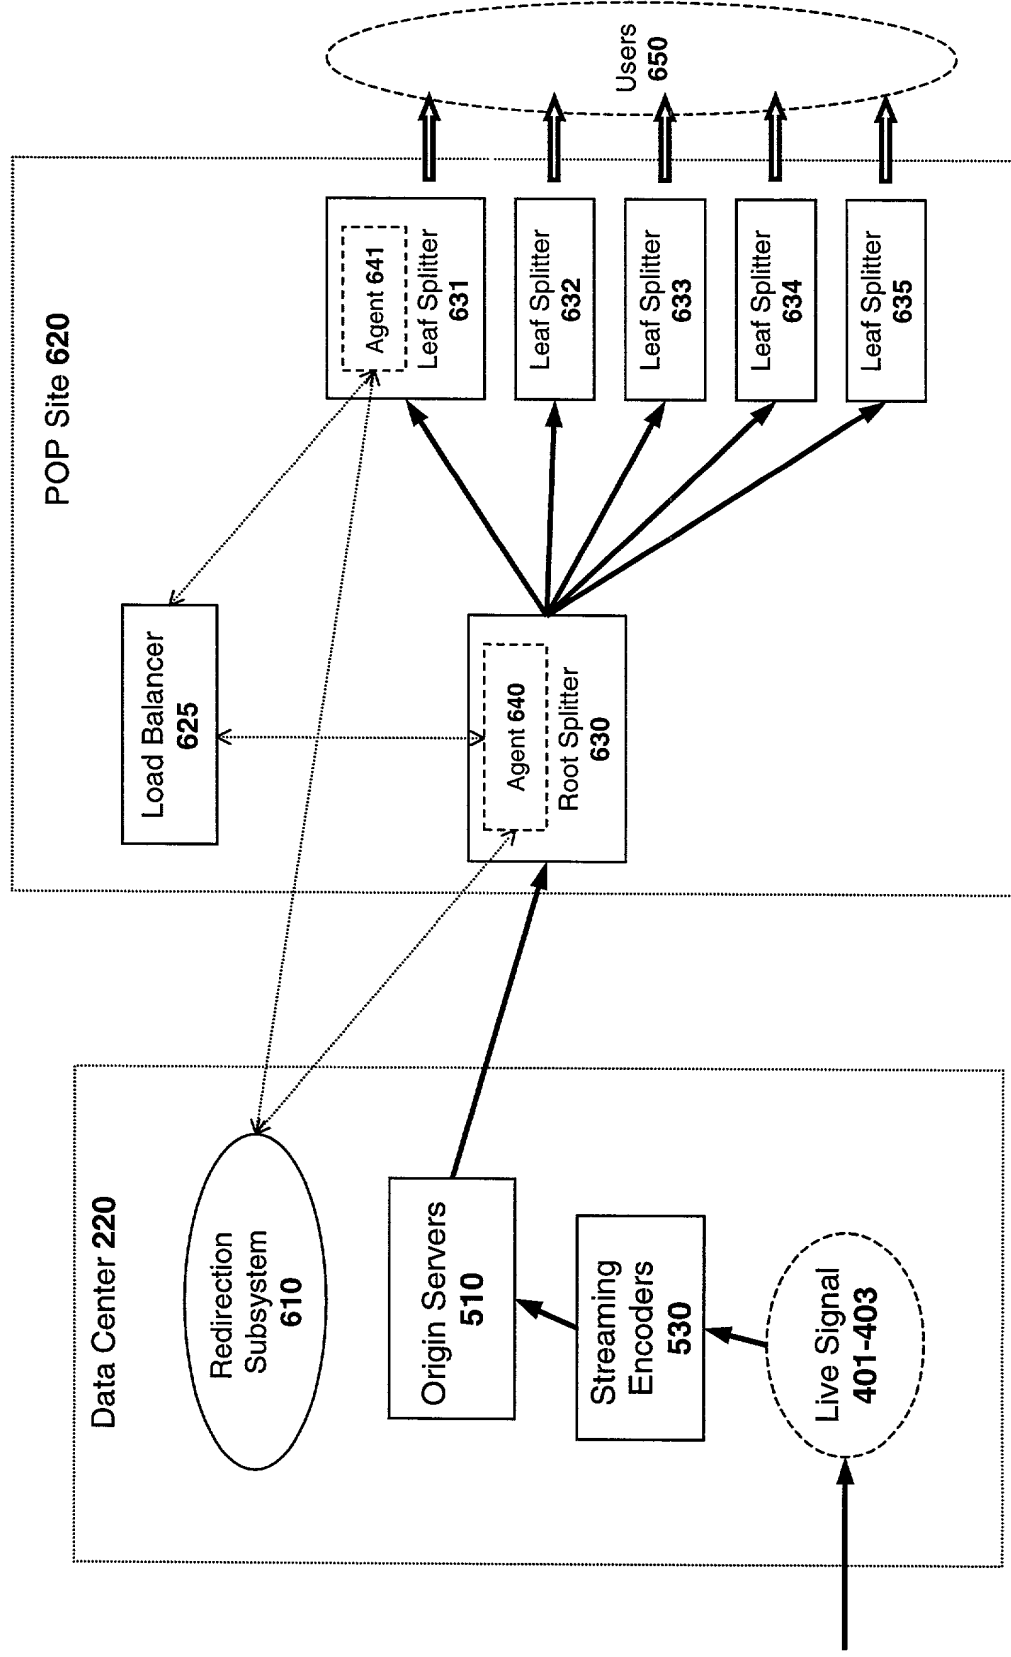 Data Center 220
Redirection
Subsystem
610
Origin Servers
510
Streaming
Encoders
530
Live Signal
401-403
POP Site 620
Load Balancer
625
Agent 640
Root Splitter
630
Agent 641
Leaf Splitter
631
Leaf Splitter
632
Leaf Splitter
633
Leaf Splitter
634
Leaf Splitter
635
Users
650